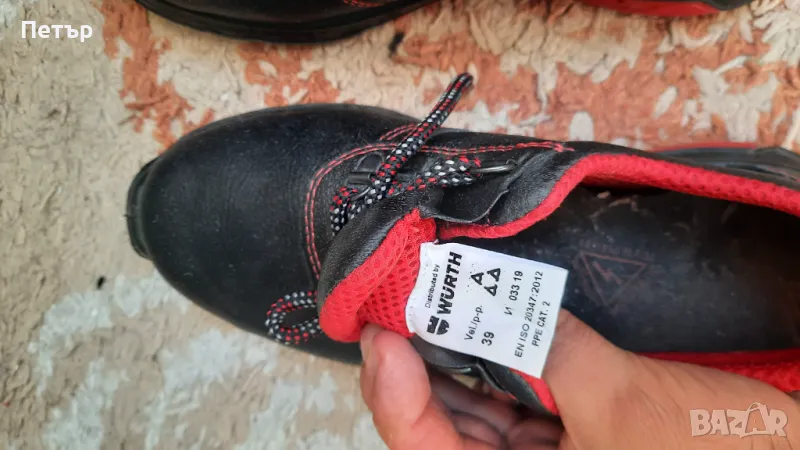 Петър
Distributed by
WÜRTH
Vel./р-р.
39
И 033 19
EN ISO 20347:2012
PPE CAT. 2
BAZAR